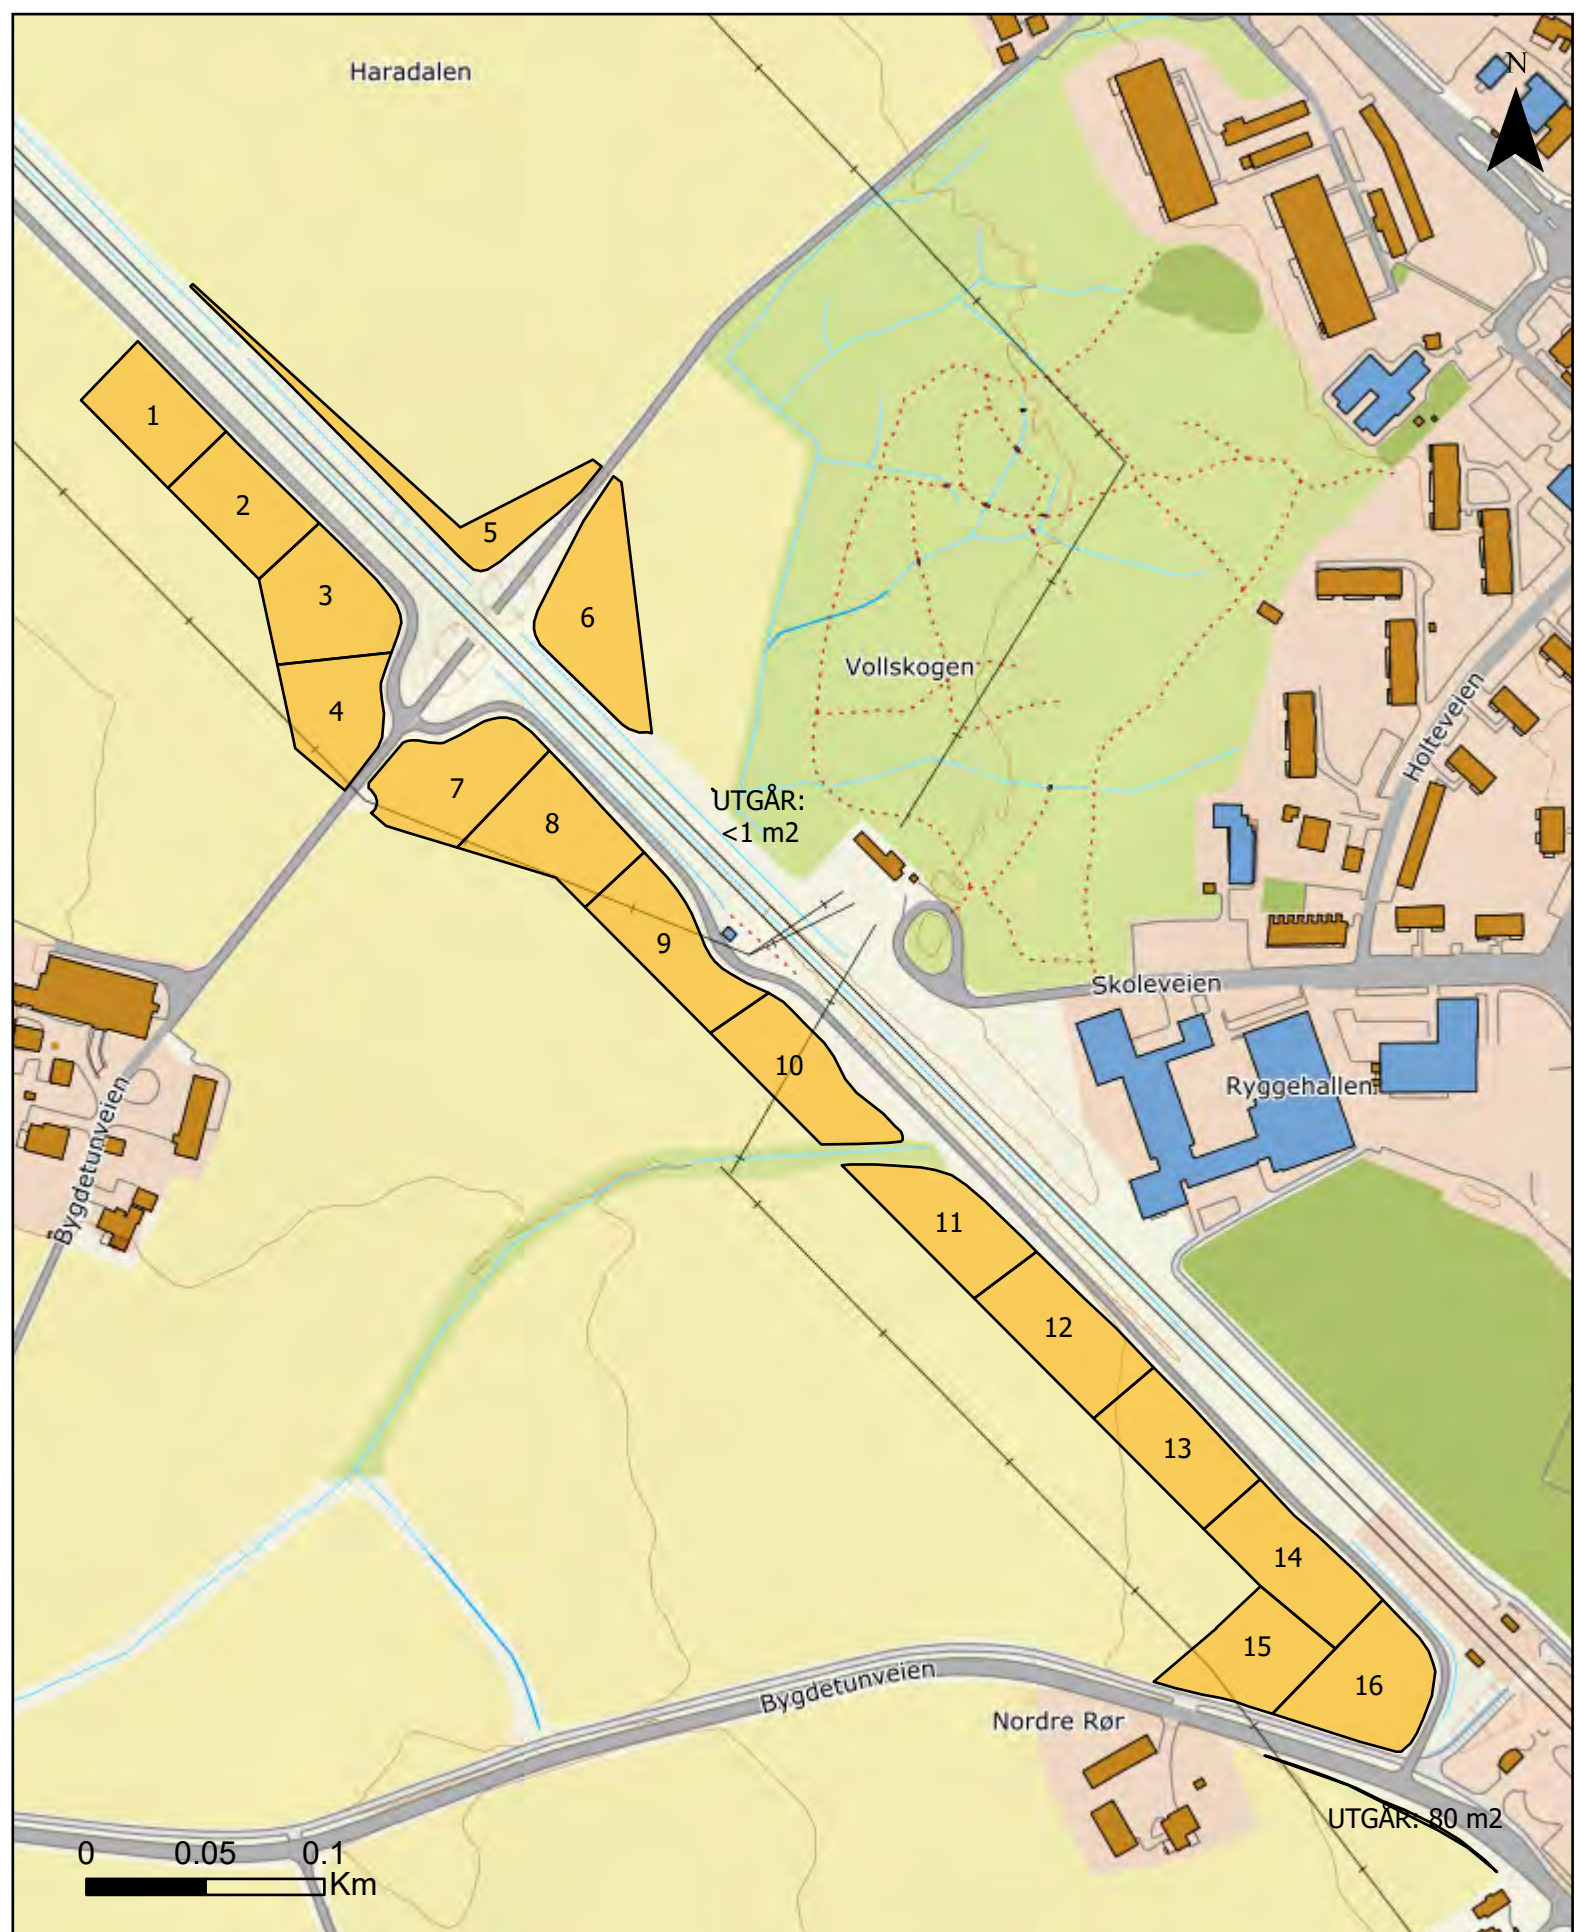 Haradalen
N
1
2
5
3
6
4
Vollskogen
Holteveien
7
8
UTGÅR:
<1 m2
9
Skoleveien
10
Ryggehallen
Bygdetunveien
11
12
13
14
15
16
Bygdetunveien
Nordre Rør
UTGÅR: 80 m2
0 0.05 0.1
Km